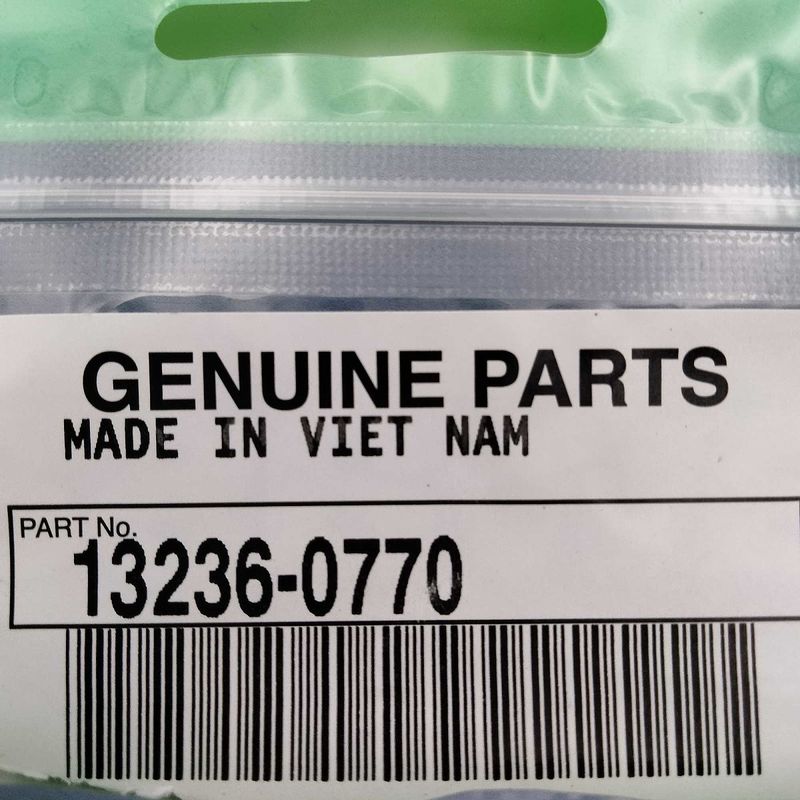 GENUINE PARTS
MADE IN VIET NAM
PART No.
13236-0770